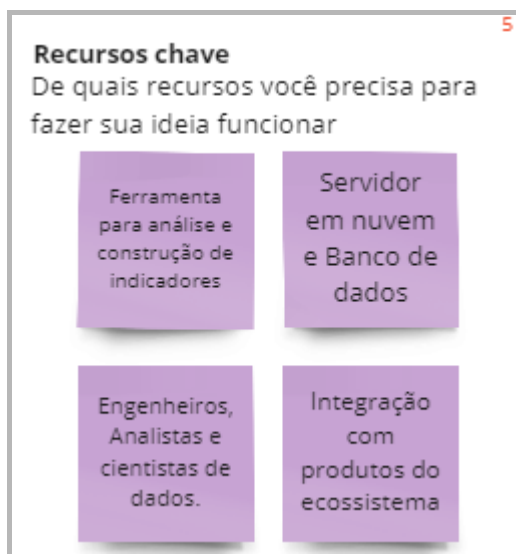 5
Recursos chave
De quais recursos você precisa para
fazer sua ideia funcionar
Ferramenta
para análise e
construção de
indicadores
Servidor
em nuvem
e Banco de
dados
Engenheiros,
Analistas e
cientistas de
dados.
Integração
com
produtos do
ecossistema